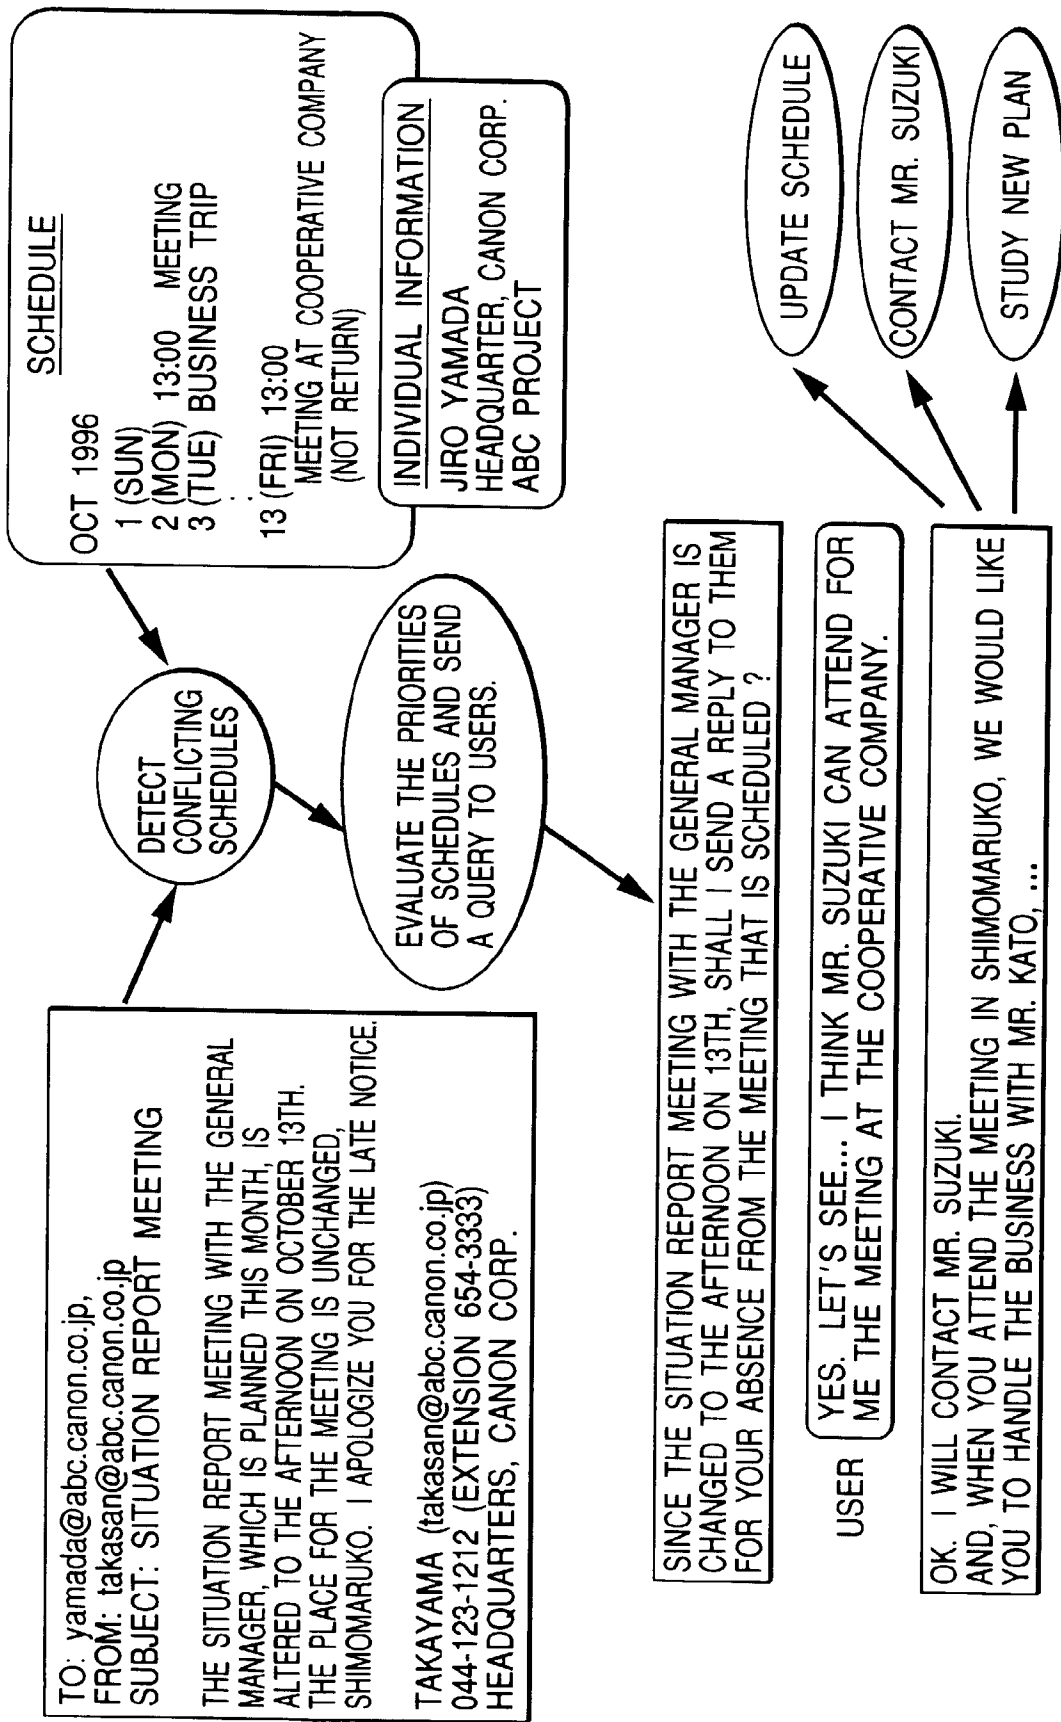 TO: yamada@abc.canon.co.jp,
FROM: takasan@abc.canon.co.jp
SUBJECT: SITUATION REPORT MEETING
THE SITUATION REPORT MEETING WITH THE GENERAL
MANAGER, WHICH IS PLANNED THIS MONTH, IS
ALTERED TO THE AFTERNOON ON OCTOBER 13TH.
THE PLACE FOR THE MEETING IS UNCHANGED,
SHIMOMARUKO. I APOLOGIZE YOU FOR THE LATE NOTICE.
TAKAYAMA (takasan@abc.canon.co.jp)
044-123-1212 (EXTENSION 654-3333)
HEADQUARTERS, CANON CORP.
DETECT
CONFLICTING
SCHEDULES
SCHEDULE
OCT 1996
1 (SUN)
2 (MON) 13:00 MEETING
3 (TUE) BUSINESS TRIP
:
13 (FRI) 13:00
MEETING AT COOPERATIVE COMPANY
(NOT RETURN)
INDIVIDUAL INFORMATION
JIRO YAMADA
HEADQUARTER, CANON CORP.
ABC PROJECT
EVALUATE THE PRIORITIES
OF SCHEDULES AND SEND
A QUERY TO USERS.
SINCE THE SITUATION REPORT MEETING WITH THE GENERAL MANAGER IS
CHANGED TO THE AFTERNOON ON 13TH, SHALL I SEND A REPLY TO THEM
FOR YOUR ABSENCE FROM THE MEETING THAT IS SCHEDULED ?
USER
YES. LET'S SEE... I THINK MR. SUZUKI CAN ATTEND FOR
ME THE MEETING AT THE COOPERATIVE COMPANY.
OK. I WILL CONTACT MR. SUZUKI.
AND, WHEN YOU ATTEND THE MEETING IN SHIMOMARUKO, WE WOULD LIKE
YOU TO HANDLE THE BUSINESS WITH MR. KATO, ...
UPDATE SCHEDULE
CONTACT MR. SUZUKI
STUDY NEW PLAN